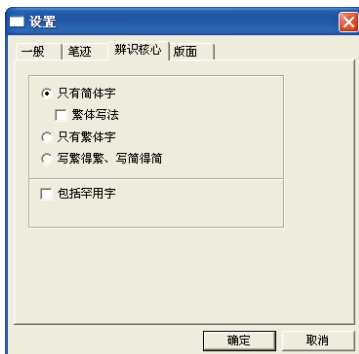 设置
一般 笔迹 辨识核心 版面
只有简体字
繁体写法
只有繁体字
写繁得繁、写简得简
包括罕用字
确定 取消